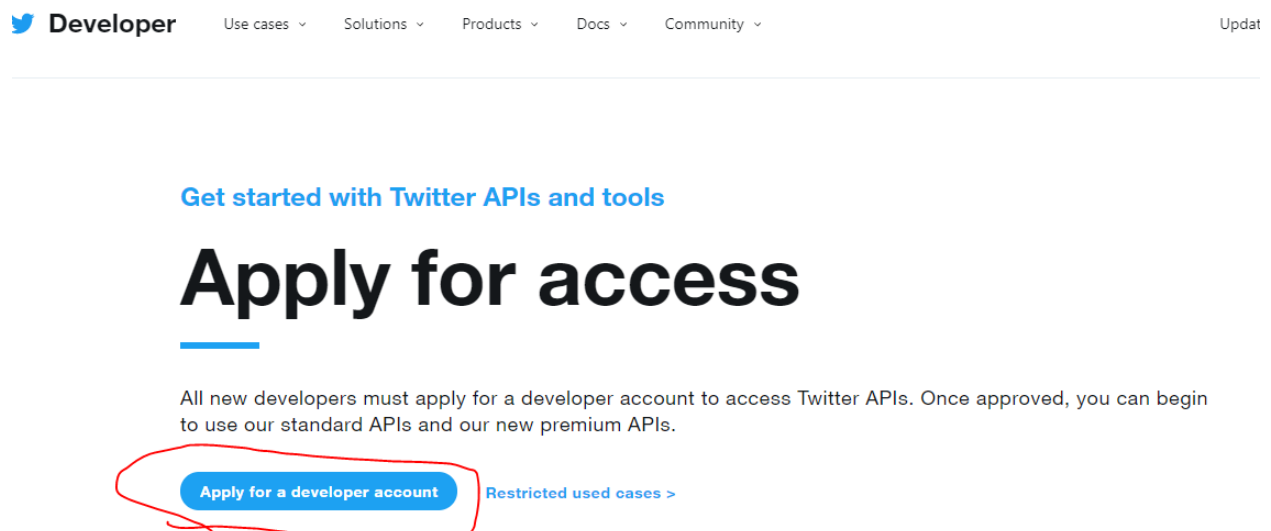 Developer Use cases Solutions Products Docs Community Updat
Get started with Twitter APIs and tools
Apply for access
All new developers must apply for a developer account to access Twitter APIs. Once approved, you can begin
to use our standard APIs and our new premium APIs.
Apply for a developer account Restricted used cases >